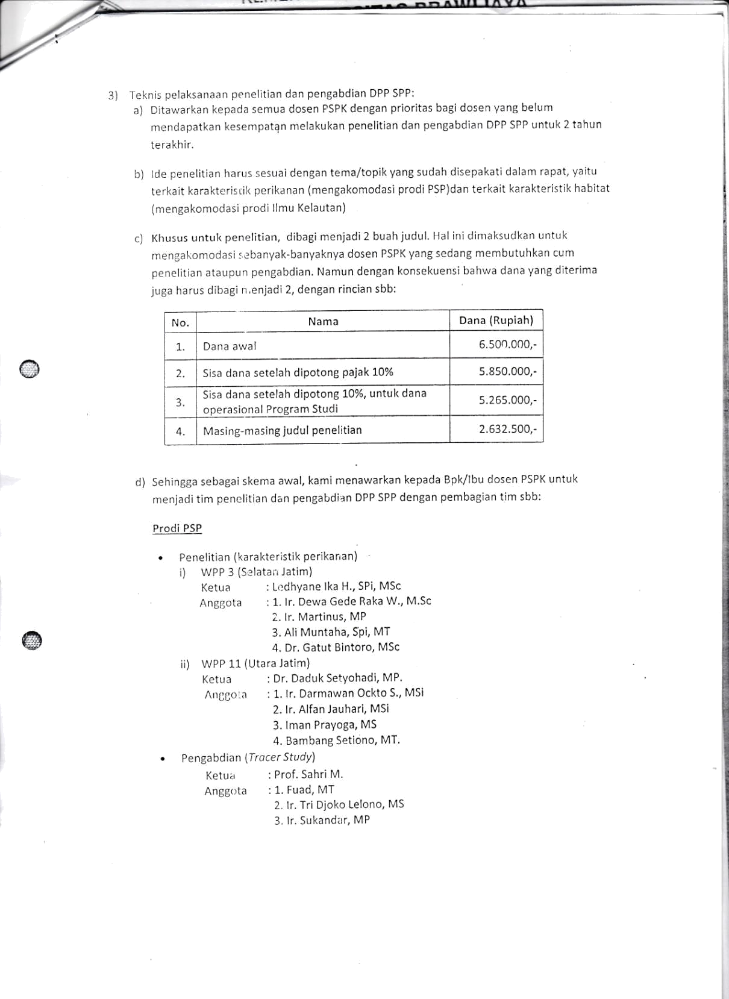 3) Teknis pelaksanaan penelitian dan pengabdian DPP SPP:
a) Ditawarkan kepada semua dosen PSPK dengan prioritas bagi dosen yang belum
mendapatkan kesempatan melakukan penelitian dan pengabdian DPP SPP untuk 2 tahun
terakhir.
b) Ide penelitian harus sesuai dengan tema/topik yang sudah disepakati dalam rapat, yaitu
terkait karakteristik perikanan (mengakomodasi prodi PSP)dan terkait karakteristik habitat
(mengakomodasi prodi Ilmu Kelautan)
c) Khusus untuk penelitian, dibagi menjadi 2 buah judul. Hal ini dimaksudkan untuk
mengakomodasi sebanyak-banyaknya dosen PSPK yang sedang membutuhkan cum
penelitian ataupun pengabdian. Namun dengan konsekuensi bahwa dana yang diterima
juga harus dibagi menjadi 2, dengan rincian sbb:
No. Nama Dana (Rupiah)
1. Dana awal 6.500.000,-
2. Sisa dana setelah dipotong pajak 10% 5.850.000,-
3. Sisa dana setelah dipotong 10%, untuk dana
operasional Program Studi 5.265.000,-
4. Masing-masing judul penelitian 2.632.500,-
d) Sehingga sebagai skema awal, kami menawarkan kepada Bpk/Ibu dosen PSPK untuk
menjadi tim penelitian dan pengabdian DPP SPP dengan pembagian tim sbb:
Prodi PSP
• Penelitian (karakteristik perikanan)
i) WPP 3 (Selatan Jatim)
Ketua : Ledhyane Ika H., SPi, MSc
Anggota : 1. Ir. Dewa Gede Raka W., M.Sc
2. Ir. Martinus, MP
3. Ali Muntaha, Spi, MT
4. Dr. Gatut Bintoro, MSc
ii) WPP 11 (Utara Jatim)
Ketua : Dr. Daduk Setyohadi, MP.
Anggota : 1. Ir. Darmawan Ockto S., MSi
2. Ir. Alfan Jauhari, MSi
3. Iman Prayoga, MS
4. Bambang Setiono, MT.
• Pengabdian (Tracer Study)
Ketua : Prof. Sahri M.
Anggota : 1. Fuad, MT
2. Ir. Tri Djoko Lelono, MS
3. Ir. Sukandar, MP